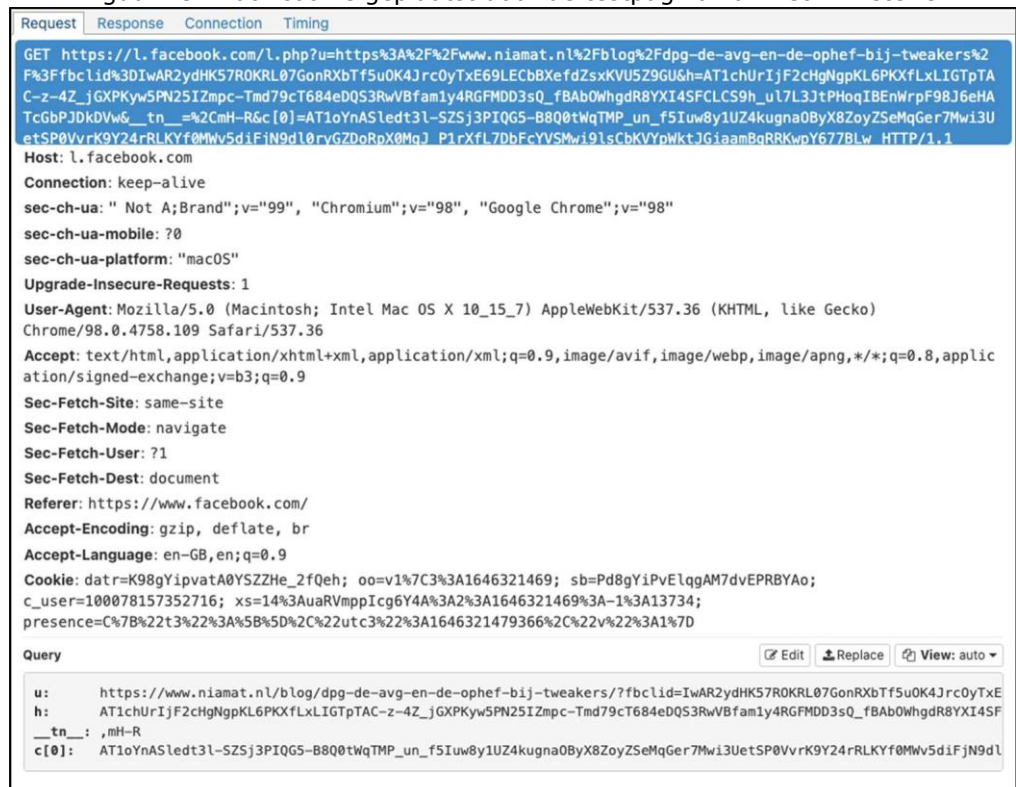 Request Response Connection Timing
GET https://l.facebook.com/l.php?u=https%3A%2F%2Fwww.niamat.nl%2Fblog%2Fdpg-de-avg-en-de-ophef-bij-tweakers%2
F%3Ffbclid%3DIwAR2ydHK57ROKRL07GonRXbTf5uOK4JrcOyTxE69LECbBXefdZsxKVU5Z9GU&h=AT1chUrIjF2cHgNgpKL6PKXfLxLIGTpTA
C-z-4Z_jGXPKyw5PN25IZmpc-Tmd79cT684eDQS3RwVBfam1y4RGFMDD3sQ_fBAbOWhgdR8YXI4SFCLCS9h_ul7L3JtPHoqIBEnWrpF98J6eHA
TcGbPJDkDVw&__tn__=%2CmH-R&c[0]=AT1oYnASledt3l-SZSj3PIQG5-B8Q0tWqTMP_un_f5Iuw8y1UZ4kugnaOByX8ZoyZSeMqGer7Mwi3U
etSP0VvrK9Y24rRLKYf0MWv5diFjN9dl0ryGZDoRpX0MgJ_P1rXfL7DbFcYVSMwi9lsCbKVYpWktJGiaamBqRRKwpY677BLw HTTP/1.1
Host: l.facebook.com
Connection: keep-alive
sec-ch-ua: " Not A;Brand";v="99", "Chromium";v="98", "Google Chrome";v="98"
sec-ch-ua-mobile: ?0
sec-ch-ua-platform: "macOS"
Upgrade-Insecure-Requests: 1
User-Agent: Mozilla/5.0 (Macintosh; Intel Mac OS X 10_15_7) AppleWebKit/537.36 (KHTML, like Gecko)
Chrome/98.0.4758.109 Safari/537.36
Accept: text/html,application/xhtml+xml,application/xml;q=0.9,image/avif,image/webp,image/apng,*/*;q=0.8,applic
ation/signed-exchange;v=b3;q=0.9
Sec-Fetch-Site: same-site
Sec-Fetch-Mode: navigate
Sec-Fetch-User: ?1
Sec-Fetch-Dest: document
Referer: https://www.facebook.com/
Accept-Encoding: gzip, deflate, br
Accept-Language: en-GB,en;q=0.9
Cookie: datr=K98gYipvatA0YSZZHe_2fQeh; oo=v1%7C3%3A1646321469; sb=Pd8gYiPvElqgAM7dvEPRBYAo;
c_user=100078157352716; xs=14%3AuaRVmppIcg6Y4A%3A2%3A1646321469%3A-1%3A13734;
presence=C%7B%22t3%22%3A%5B%5D%2C%22utc3%22%3A1646321479366%2C%22v%22%3A1%7D
Query Edit Replace View: auto
u: https://www.niamat.nl/blog/dpg-de-avg-en-de-ophef-bij-tweakers/?fbclid=IwAR2ydHK57ROKRL07GonRXbTf5uOK4JrcOyTxE
h: AT1chUrIjF2cHgNgpKL6PKXfLxLIGTpTAC-z-4Z_jGXPKyw5PN25IZmpc-Tmd79cT684eDQS3RwVBfam1y4RGFMDD3sQ_fBAbOWhgdR8YXI4SF
__tn__: ,mH-R
c[0]: AT1oYnASledt3l-SZSj3PIQG5-B8Q0tWqTMP_un_f5Iuw8y1UZ4kugnaOByX8ZoyZSeMqGer7Mwi3UetSP0VvrK9Y24rRLKYf0MWv5diFjN9dl